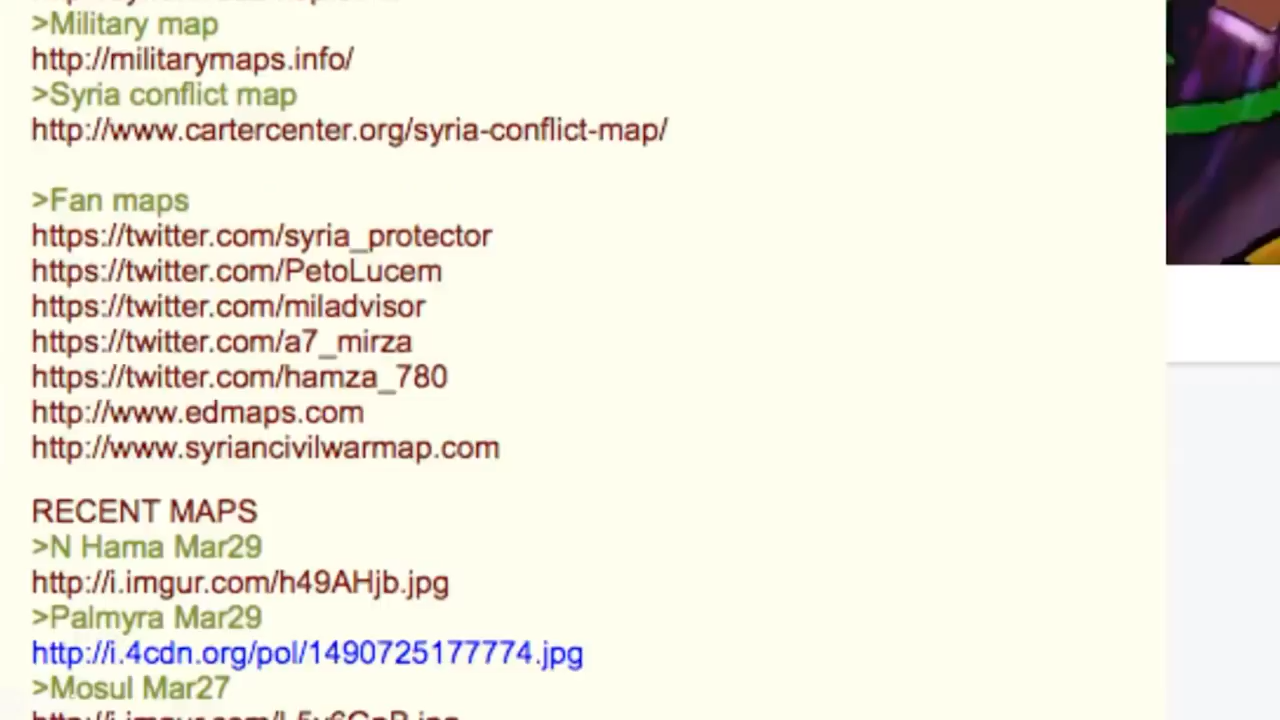 >Military map
http://militarymaps.info/
>Syria conflict map
http://www.cartercenter.org/syria-conflict-map/
>Fan maps
https://twitter.com/syria_protector
https://twitter.com/PetoLucem
https://twitter.com/miladvisor
https://twitter.com/a7_mirza
https://twitter.com/hamza_780
http://www.edmaps.com
http://www.syriancivilwarmap.com
RECENT MAPS
>N Hama Mar29
http://i.imgur.com/h49AHjb.jpg
>Palmyra Mar29
http://i.4cdn.org/pol/1490725177774.jpg
>Mosul Mar27